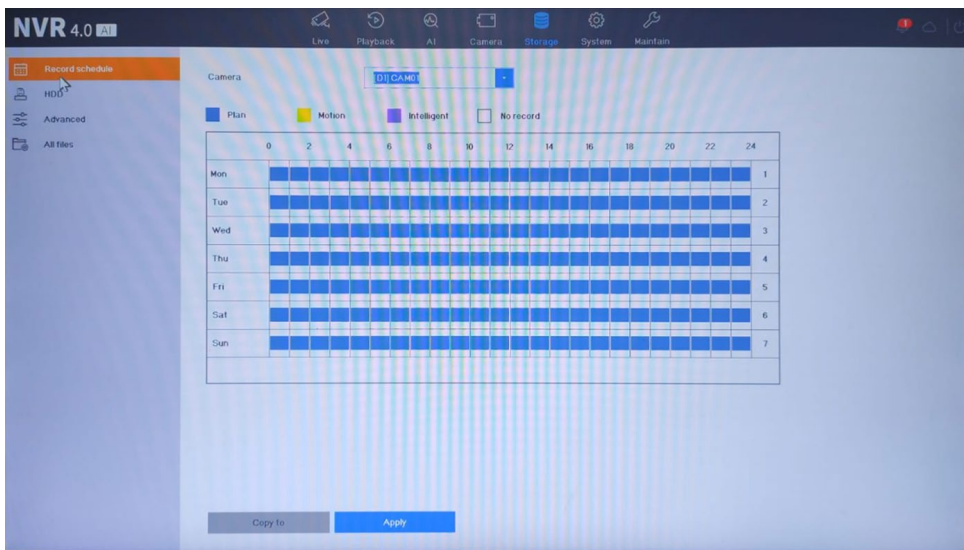 NVR 4.0 AI
Live Playback AI Camera Storage System Maintain
1
Record schedule
HDD
Advanced
All files
Camera
[D1] CAM01
Plan Motion Intelligent No record
0 2 4 6 8 10 12 14 16 18 20 22 24
Mon 1
Tue 2
Wed 3
Thu 4
Fri 5
Sat 6
Sun 7
Copy to Apply